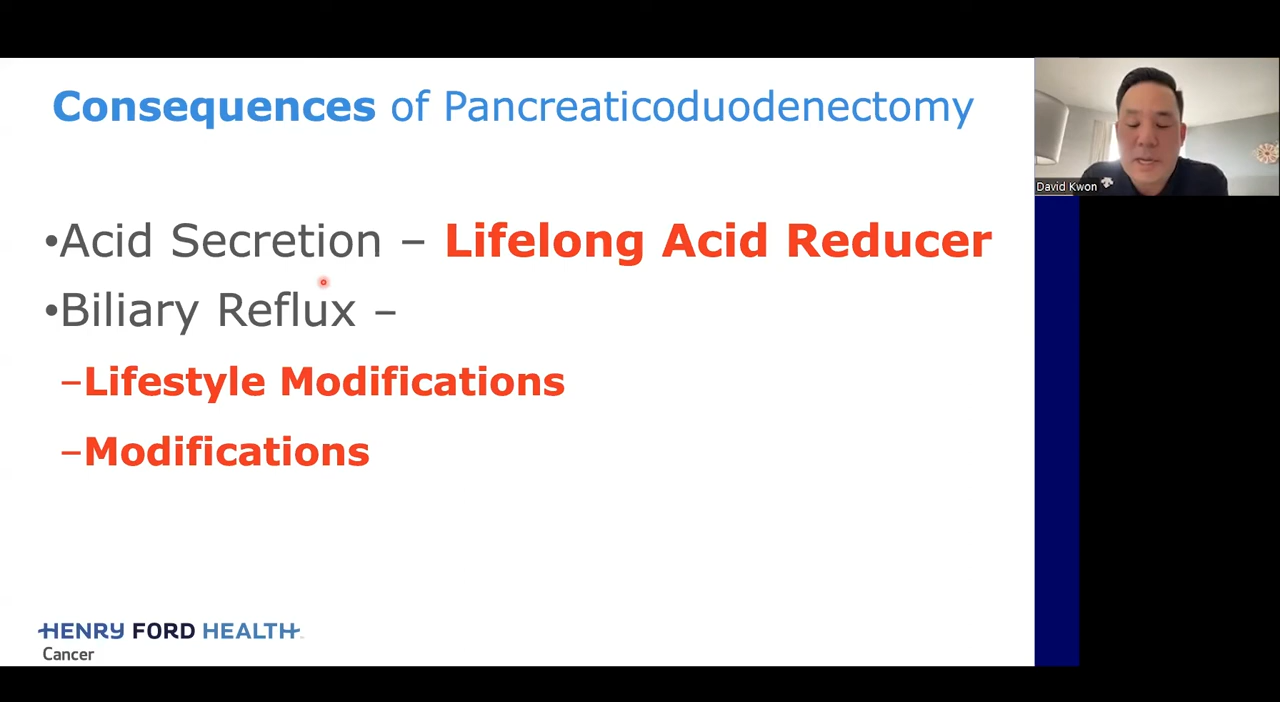 Consequences of Pancreaticoduodenectomy
•Acid Secretion – Lifelong Acid Reducer
•Biliary Reflux –
–Lifestyle Modifications
–Modifications
HENRY FORD HEALTH
Cancer
David Kwon